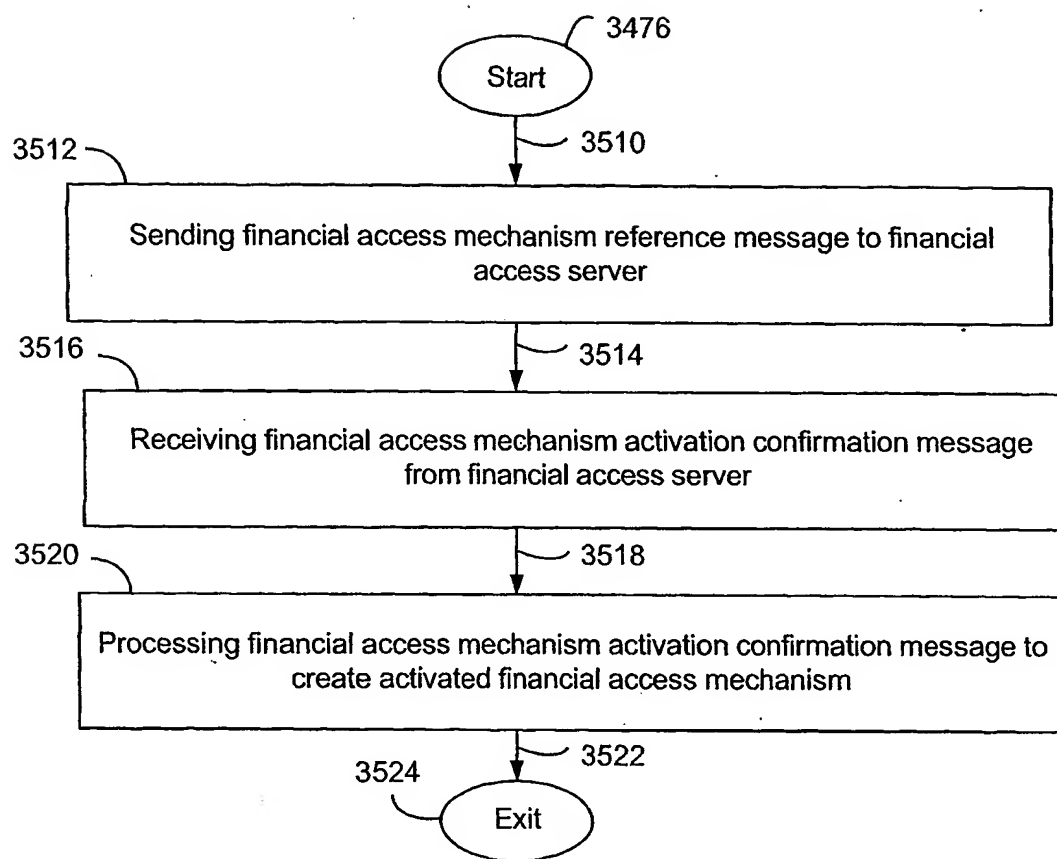 3476
Start
3510
3512
Sending financial access mechanism reference message to financial
access server
3514
3516
Receiving financial access mechanism activation confirmation message
from financial access server
3518
3520
Processing financial access mechanism activation confirmation message to
create activated financial access mechanism
3522
3524
Exit